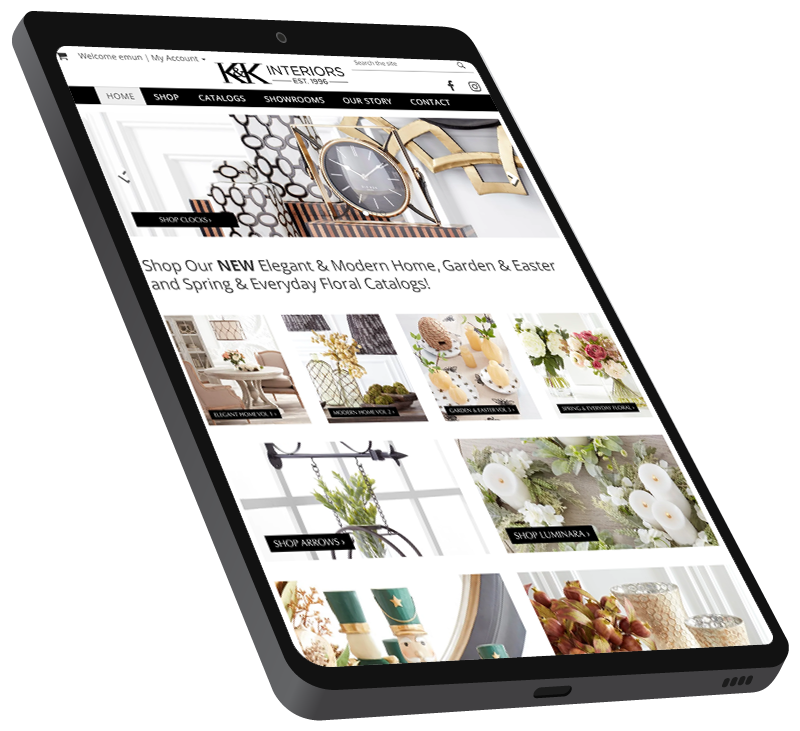 Welcome emun | My Account
Search the site
K&K INTERIORS
EST. 1996
HOME SHOP CATALOGS SHOWROOMS OUR STORY CONTACT
SHOP CLOCKS ›
Shop Our NEW Elegant & Modern Home, Garden & Easter
and Spring & Everyday Floral Catalogs!
ELEGANT HOME VOL 1 › MODERN HOME VOL 2 › GARDEN & EASTER VOL 3 › SPRING & EVERYDAY FLORAL ›
SHOP ARROWS › SHOP LUMINARA ›